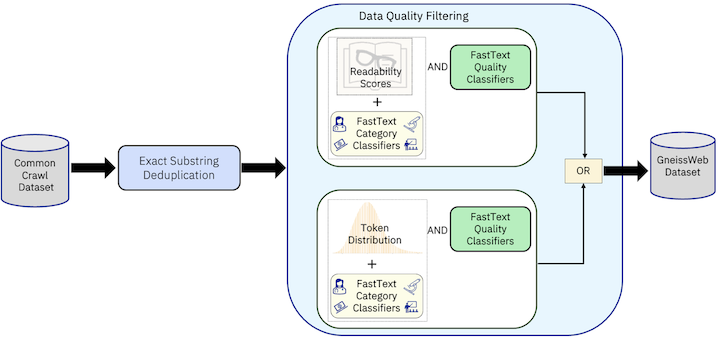 Data Quality Filtering
Readability
Scores
+
FastText
Category
Classifiers
AND
FastText
Quality
Classifiers
Common
Crawl
Dataset
Exact Substring
Deduplication
OR
GneissWeb
Dataset
Token
Distribution
+
FastText
Category
Classifiers
AND
FastText
Quality
Classifiers